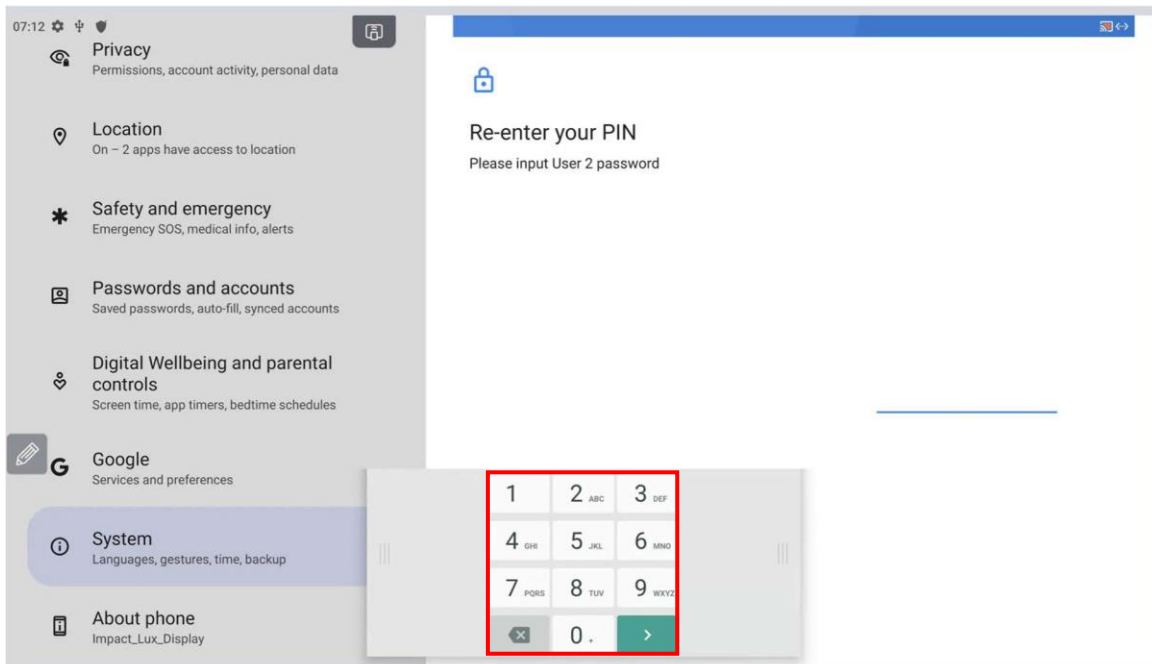 07:12
Privacy
Permissions, account activity, personal data
Location
On – 2 apps have access to location
Safety and emergency
Emergency SOS, medical info, alerts
Passwords and accounts
Saved passwords, auto-fill, synced accounts
Digital Wellbeing and parental
controls
Screen time, app timers, bedtime schedules
G Google
Services and preferences
System
Languages, gestures, time, backup
About phone
Impact_Lux_Display
Re-enter your PIN
Please input User 2 password
1 2 ABC 3 DEF
4 GHI 5 JKL 6 MNO
7 PQRS 8 TUV 9 WXYZ
0 +